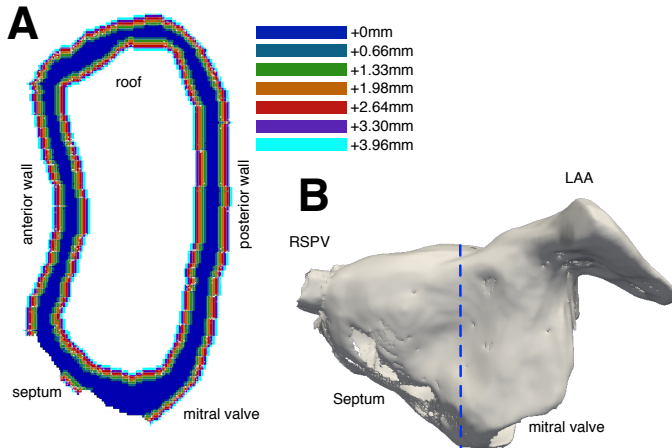 A
roof
anterior wall
posterior wall
septum
mitral valve
+0mm
+0.66mm
+1.33mm
+1.98mm
+2.64mm
+3.30mm
+3.96mm
B
LAA
RSPV
Septum
mitral valve